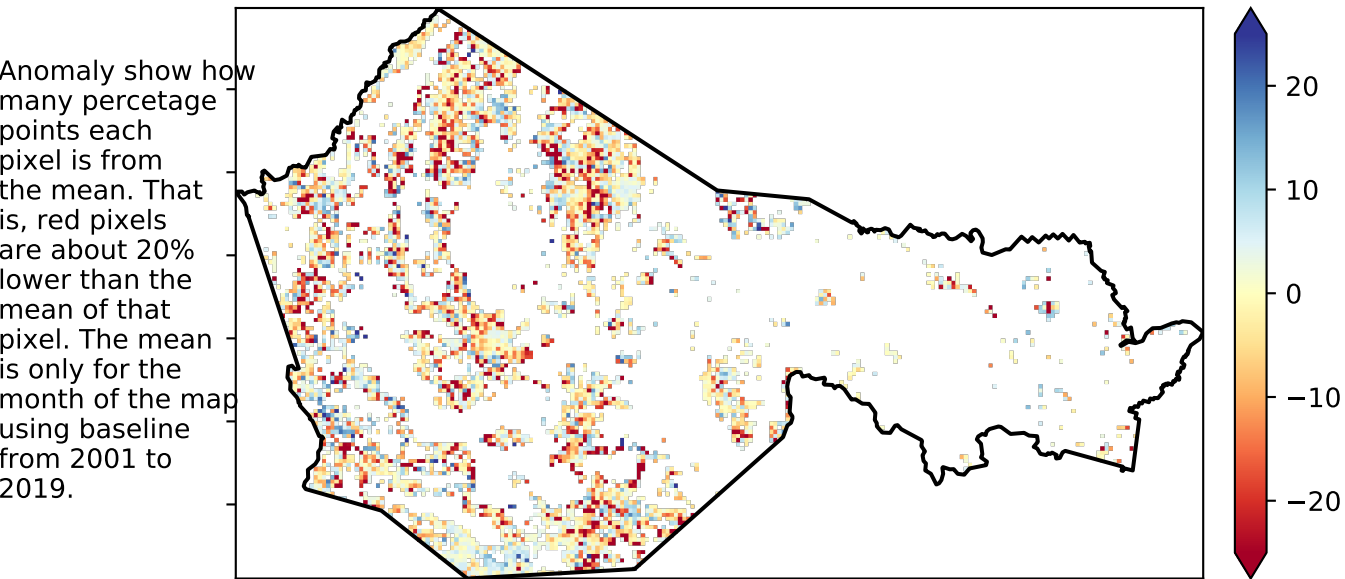 Anomaly show how
many percetage
points each
pixel is from
the mean. That
is, red pixels
are about 20%
lower than the
mean of that
pixel. The mean
is only for the
month of the map
using baseline
from 2001 to
2019.
20
10
0
−10
−20